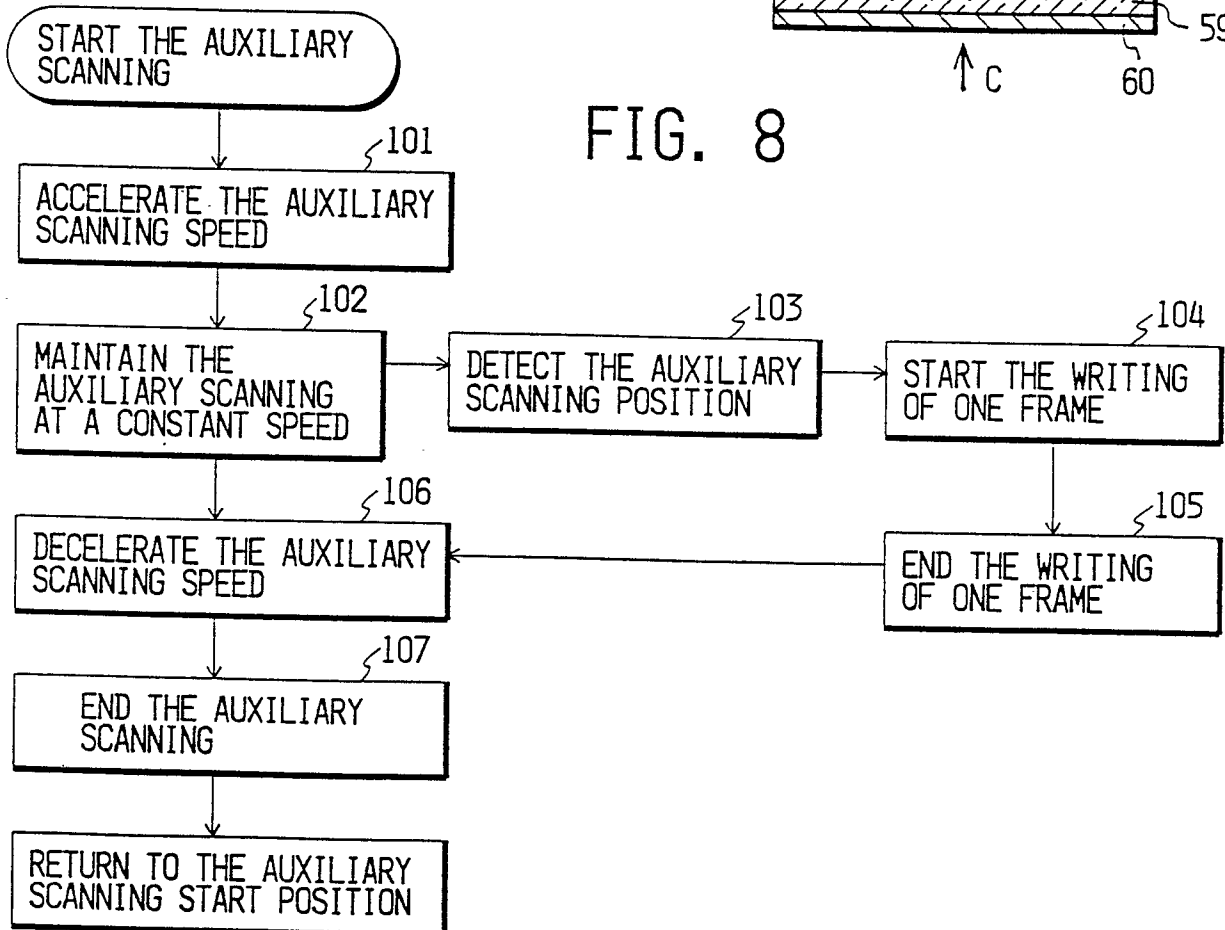 START THE AUXILIARY
SCANNING
59
60
C
FIG. 8
101
ACCELERATE THE AUXILIARY
SCANNING SPEED
102
MAINTAIN THE
AUXILIARY SCANNING
AT A CONSTANT SPEED
103
DETECT THE AUXILIARY
SCANNING POSITION
104
START THE WRITING
OF ONE FRAME
105
END THE WRITING
OF ONE FRAME
106
DECELERATE THE AUXILIARY
SCANNING SPEED
107
END THE AUXILIARY
SCANNING
RETURN TO THE AUXILIARY
SCANNING START POSITION